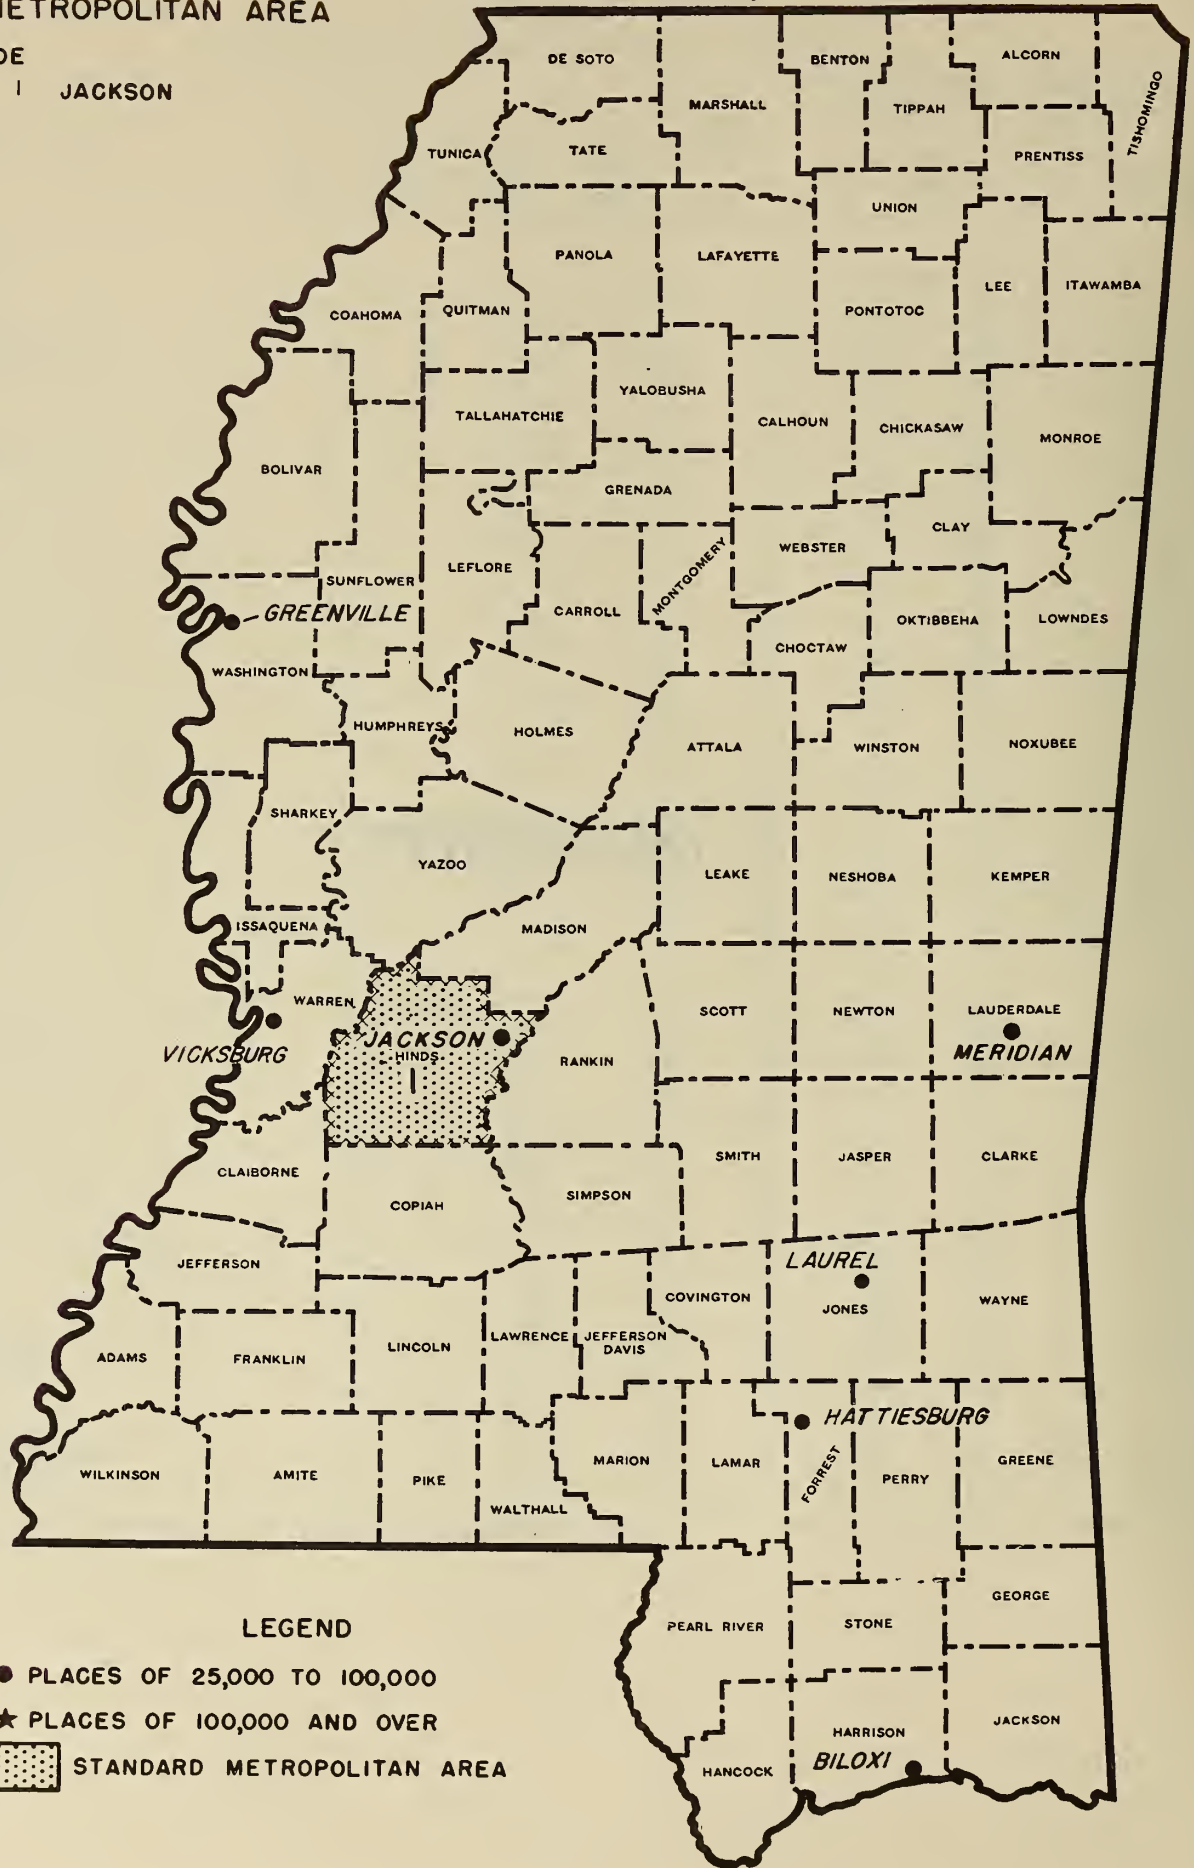 METROPOLITAN AREA
DE
1 JACKSON
DE SOTO
BENTON
ALCORN
MARSHALL
TIPPAH
TISHOMINGO
TUNICA
TATE
PRENTISS
UNION
PANOLA
LAFAYETTE
LEE
ITAWAMBA
COAHOMA
QUITMAN
PONTOTOC
YALOBUSHA
TALLAHATCHIE
CALHOUN
CHICKASAW
MONROE
BOLIVAR
GRENADA
CLAY
WEBSTER
MONTGOMERY
SUNFLOWER
LEFLORE
GREENVILLE
CARROLL
OKTIBBEHA
LOWNDES
CHOCTAW
WASHINGTON
HUMPHREYS
HOLMES
ATTALA
WINSTON
NOXUBEE
SHARKEY
YAZOO
LEAKE
NESHOBA
KEMPER
ISSAQUENA
MADISON
WARREN
SCOTT
NEWTON
LAUDERDALE
VICKSBURG
JACKSON
HINDS
1
RANKIN
MERIDIAN
SMITH
JASPER
CLARKE
CLAIBORNE
COPIAH
SIMPSON
JEFFERSON
LAUREL
COVINGTON
JONES
WAYNE
ADAMS
FRANKLIN
LINCOLN
LAWRENCE
JEFFERSON
DAVIS
HATTIESBURG
WILKINSON
AMITE
PIKE
WALTHALL
MARION
LAMAR
FORREST
PERRY
GREENE
GEORGE
PEARL RIVER
STONE
HARRISON
JACKSON
HANCOCK
BILOXI
LEGEND
PLACES OF 25,000 TO 100,000
PLACES OF 100,000 AND OVER
STANDARD METROPOLITAN AREA